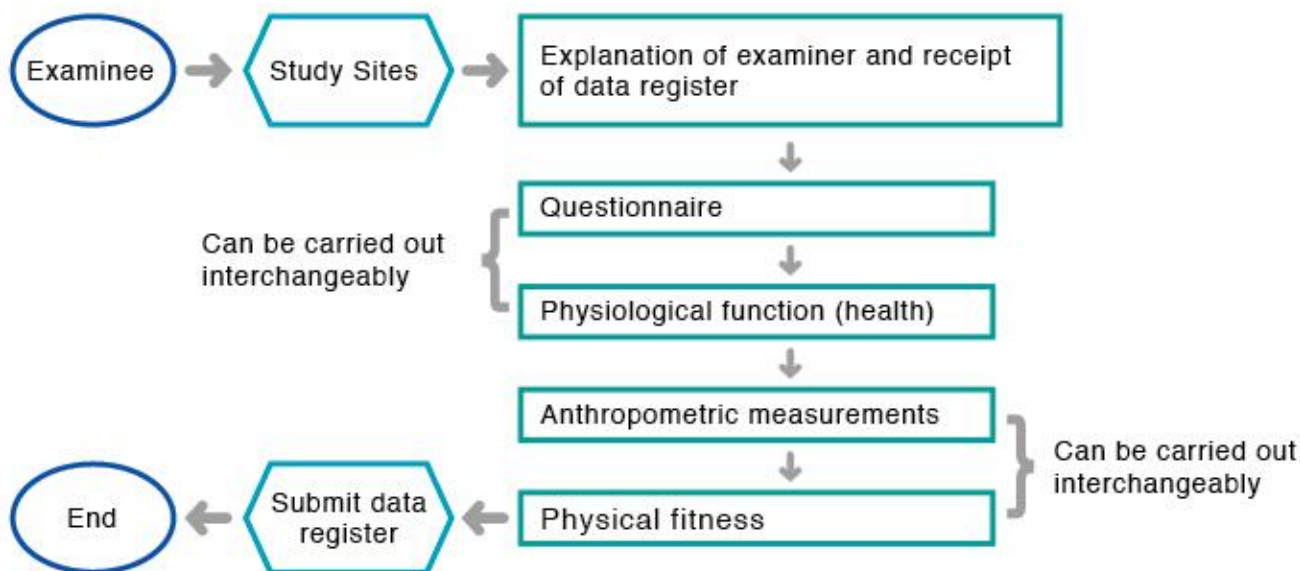 Examinee
Study Sites
Explanation of examiner and receipt
of data register
Questionnaire
Can be carried out
interchangeably
Physiological function (health)
Anthropometric measurements
Can be carried out
interchangeably
Physical fitness
Submit data
register
End